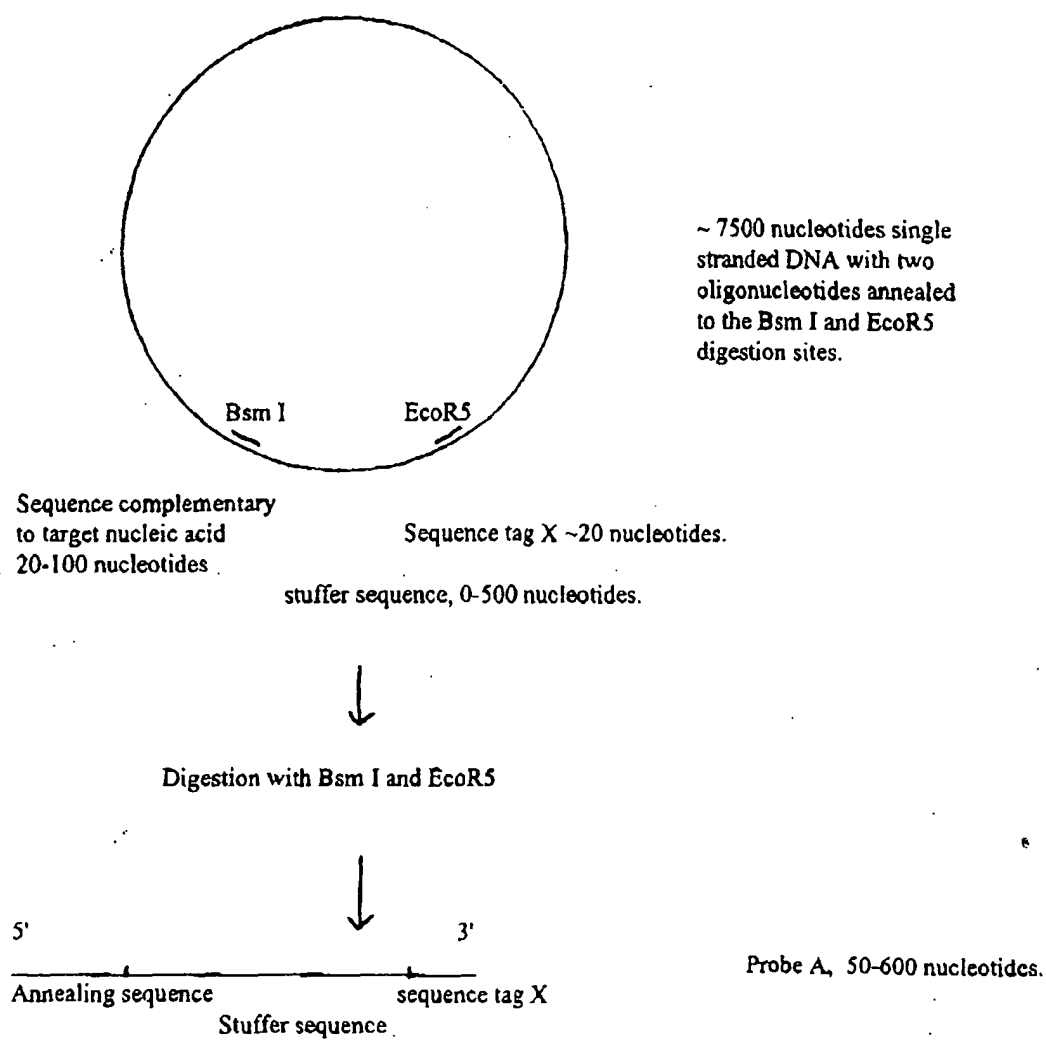 ~ 7500 nucleotides single
stranded DNA with two
oligonucleotides annealed
to the Bsm I and EcoR5
digestion sites.
Bsm I
EcoR5
Sequence complementary
to target nucleic acid
20-100 nucleotides
Sequence tag X ~20 nucleotides.
stuffer sequence, 0-500 nucleotides.
Digestion with Bsm I and EcoR5
5'
3'
Probe A, 50-600 nucleotides.
Annealing sequence
sequence tag X
Stuffer sequence